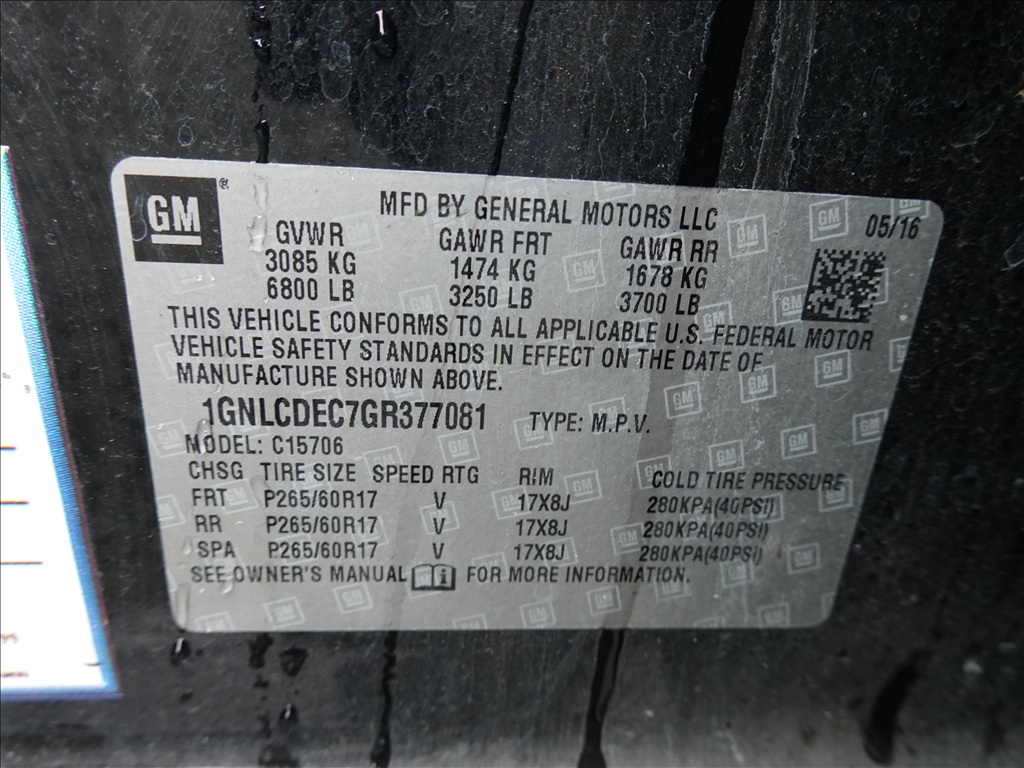 GM®
MFD BY GENERAL MOTORS LLC 05/16
GVWR GAWR FRT GAWR RR
3085 KG 1474 KG 1678 KG
6800 LB 3250 LB 3700 LB
THIS VEHICLE CONFORMS TO ALL APPLICABLE U.S. FEDERAL MOTOR
VEHICLE SAFETY STANDARDS IN EFFECT ON THE DATE OF
MANUFACTURE SHOWN ABOVE.
1GNLCDEC7GR377081 TYPE: M.P.V.
MODEL: C15706
CHSG TIRE SIZE SPEED RTG RIM COLD TIRE PRESSURE
FRT P265/60R17 V 17X8J 280KPA(40PSI)
RR P265/60R17 V 17X8J 280KPA(40PSI)
SPA P265/60R17 V 17X8J 280KPA(40PSI)
SEE OWNER'S MANUAL FOR MORE INFORMATION.